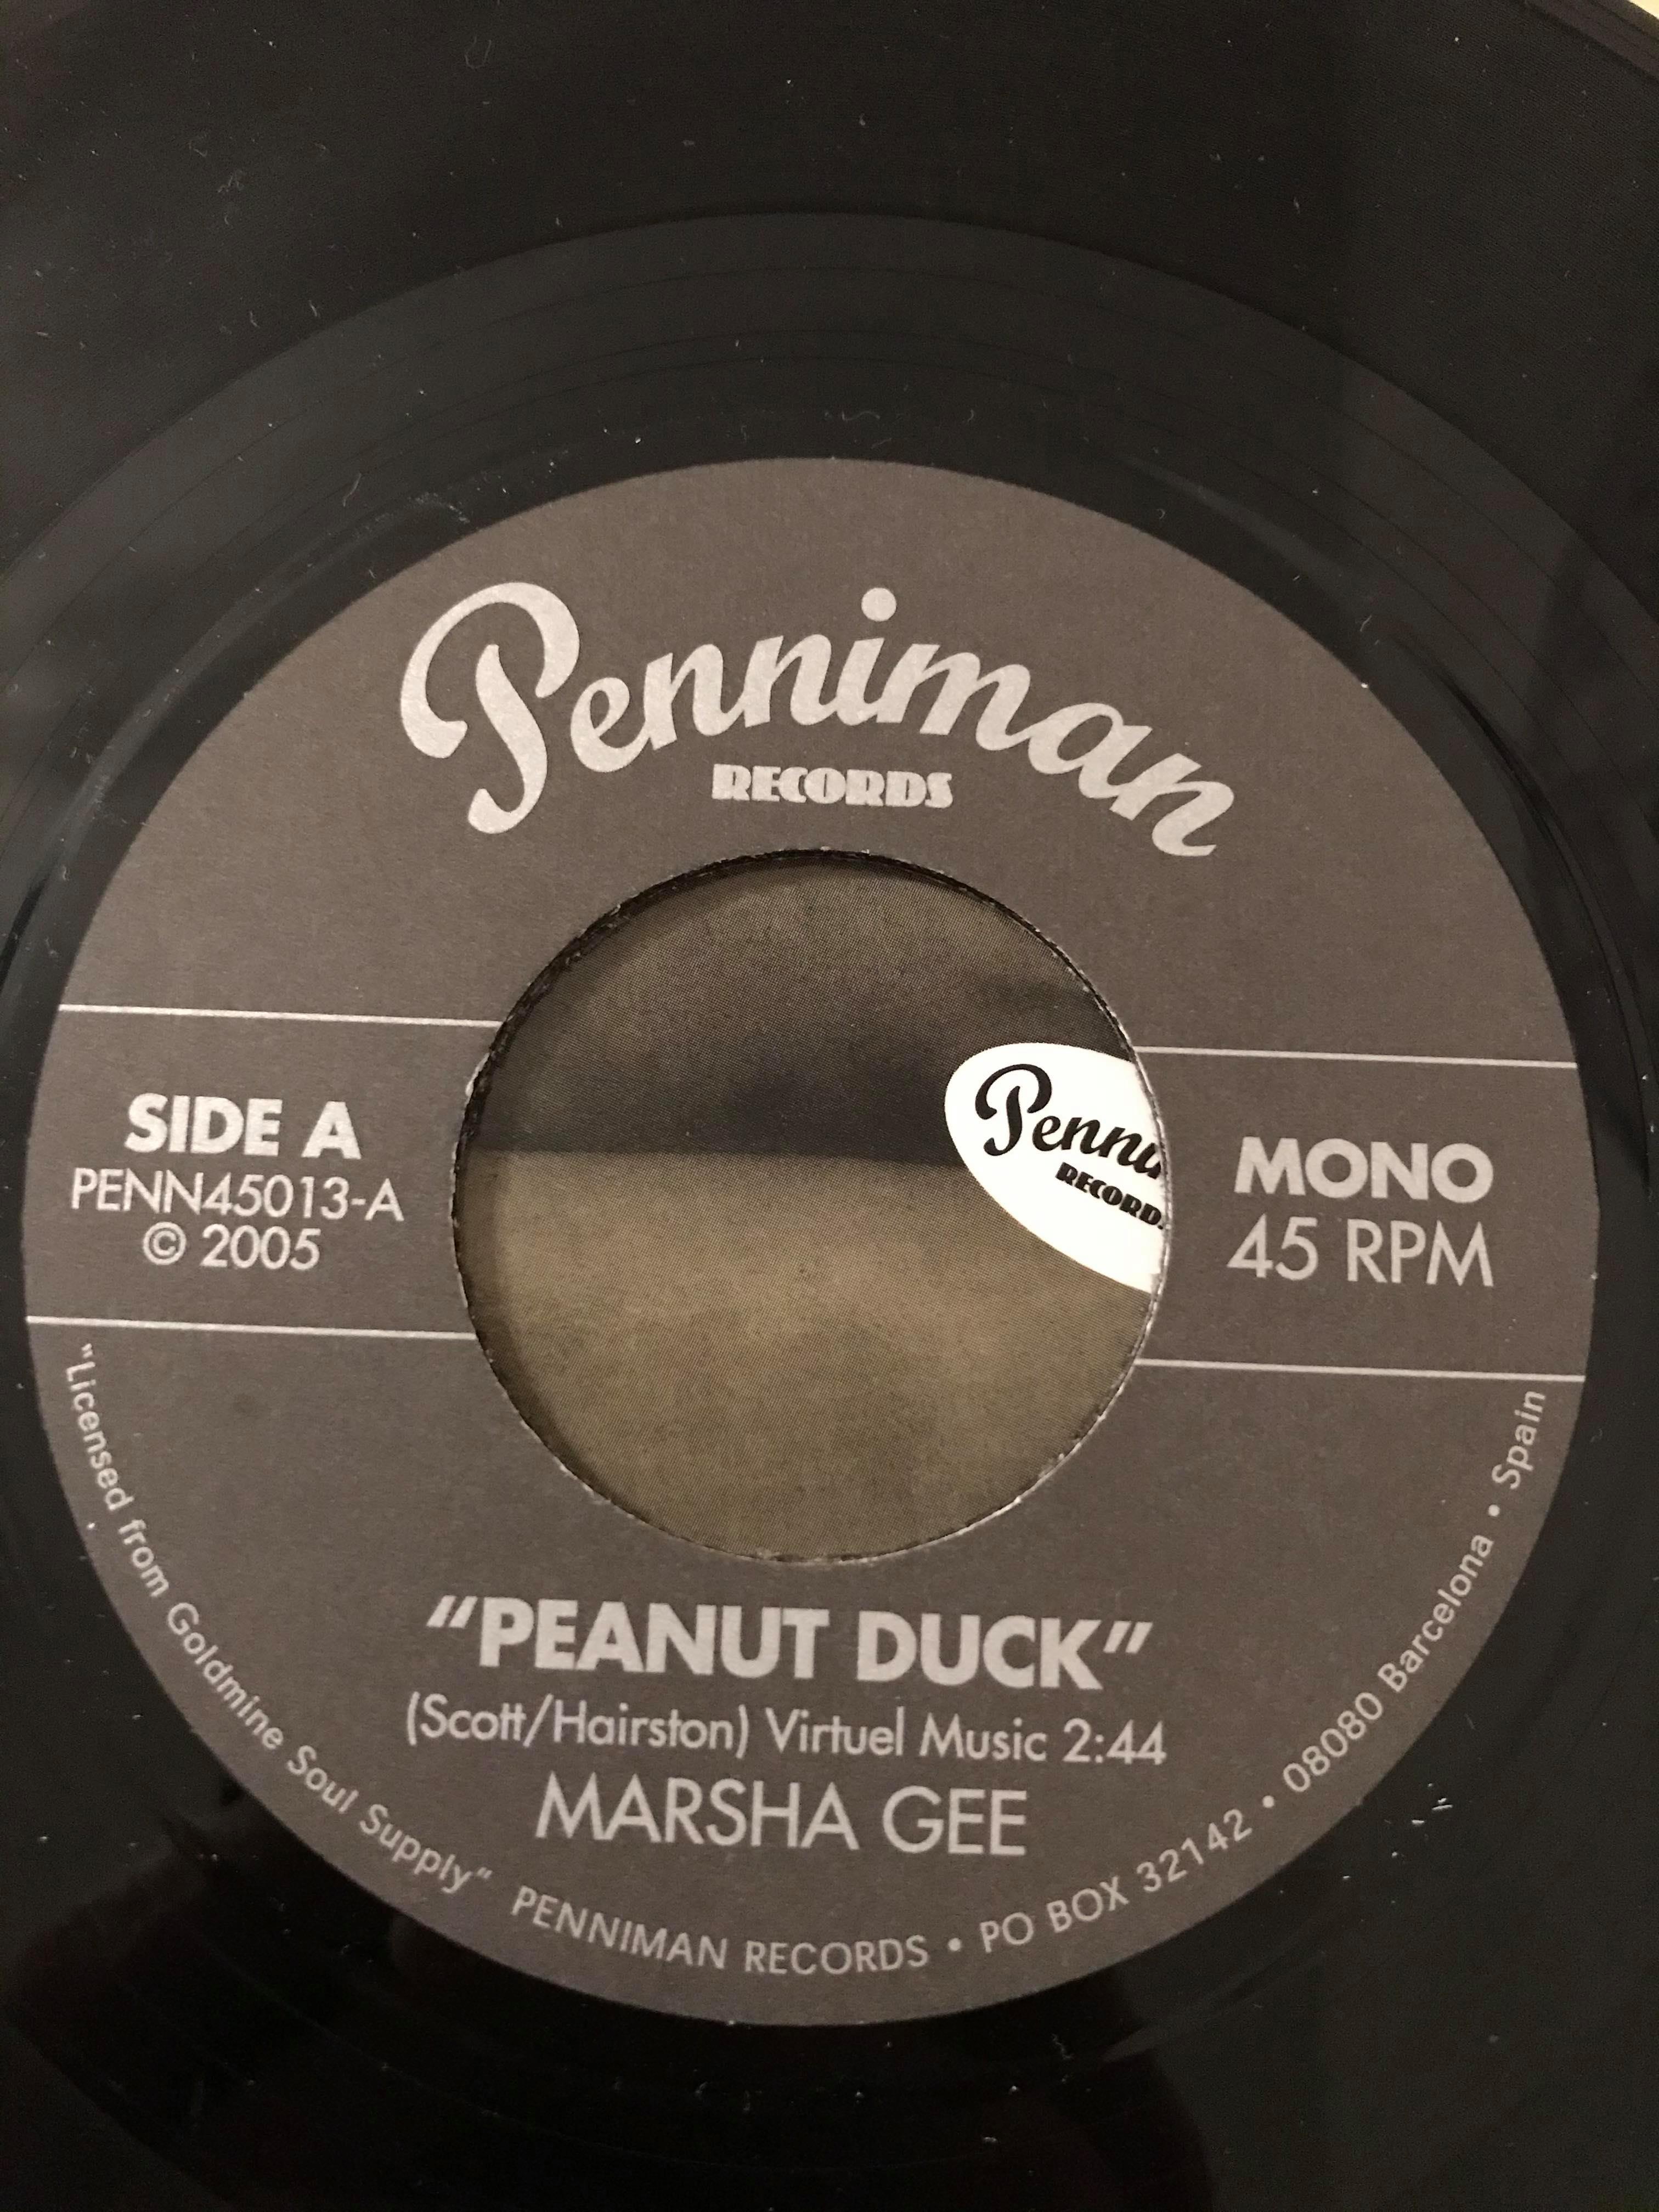 Penniman
RECORDS
Penni
RECORD
SIDE A
PENN45013-A
© 2005
MONO
45 RPM
"PEANUT DUCK"
(Scott/Hairston) Virtuel Music 2:44
MARSHA GEE
"Licensed from Goldmine Soul Supply" PENNIMAN RECORDS • PO BOX 32142 • 08080 Barcelona • Spain